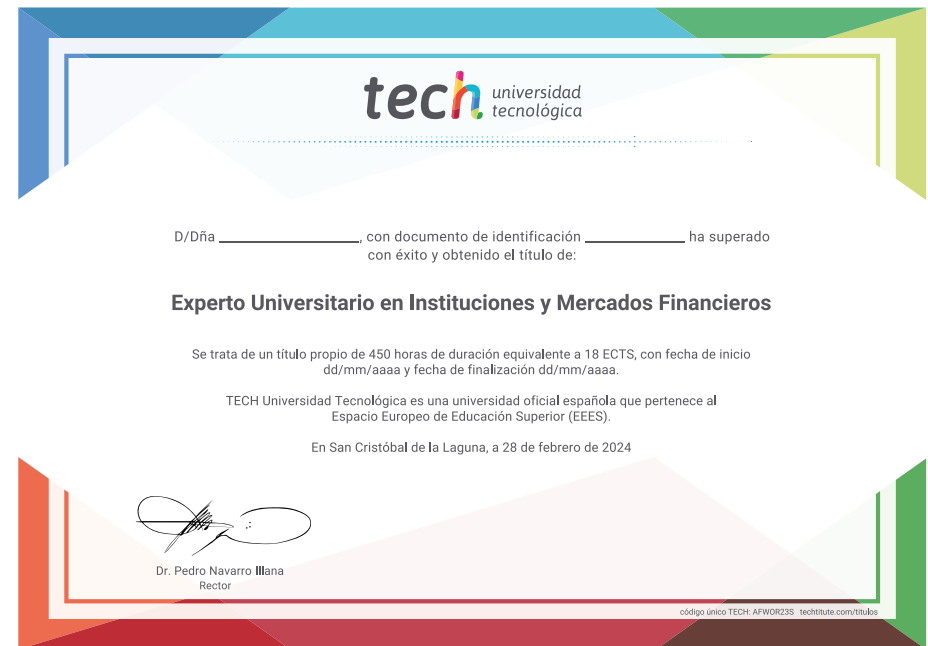 tech universidad
tecnológica
D/Dña ________________, con documento de identificación ____________ ha superado
con éxito y obtenido el título de:
Experto Universitario en Instituciones y Mercados Financieros
Se trata de un título propio de 450 horas de duración equivalente a 18 ECTS, con fecha de inicio
dd/mm/aaaa y fecha de finalización dd/mm/aaaa.
TECH Universidad Tecnológica es una universidad oficial española que pertenece al
Espacio Europeo de Educación Superior (EEES).
En San Cristóbal de la Laguna, a 28 de febrero de 2024
Dr. Pedro Navarro Illana
Rector
código único TECH: AFWOR23S techtitute.com/titulos